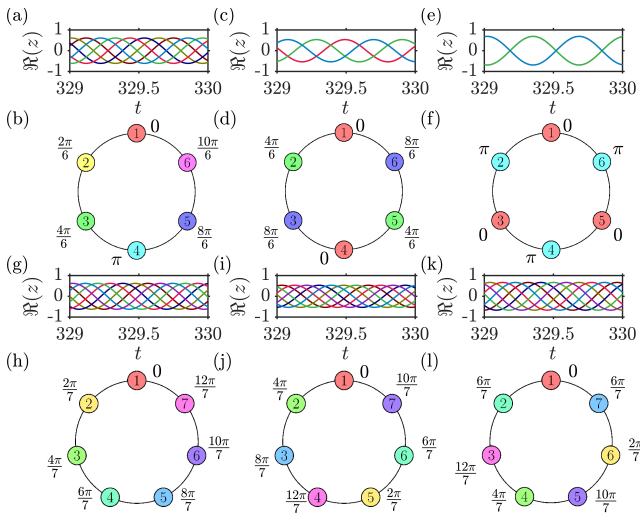 (a) (c) (e)
ℜ(z) 1 0 -1 ℜ(z) 1 0 -1 ℜ(z) 1 0 -1
329 329.5 330 329 329.5 330 329 329.5 330
t t t
(b) (d) (f)
1 0 1 0 1 0
2π/6 2 10π/6 6 4π/6 2 8π/6 6 π 2 π 6
4π/6 3 8π/6 5 8π/6 3 4π/6 5 0 3 0 5
π 4 0 4 π 4
(g) (i) (k)
ℜ(z) 1 0 -1 ℜ(z) 1 0 -1 ℜ(z) 1 0 -1
329 329.5 330 329 329.5 330 329 329.5 330
t t t
(h) (j) (l)
1 0 1 0 1 0
2π/7 2 12π/7 7 4π/7 2 10π/7 7 6π/7 2 6π/7 7
4π/7 3 10π/7 6 8π/7 3 6π/7 6 12π/7 3 2π/7 6
6π/7 4 8π/7 5 12π/7 4 2π/7 5 4π/7 4 10π/7 5